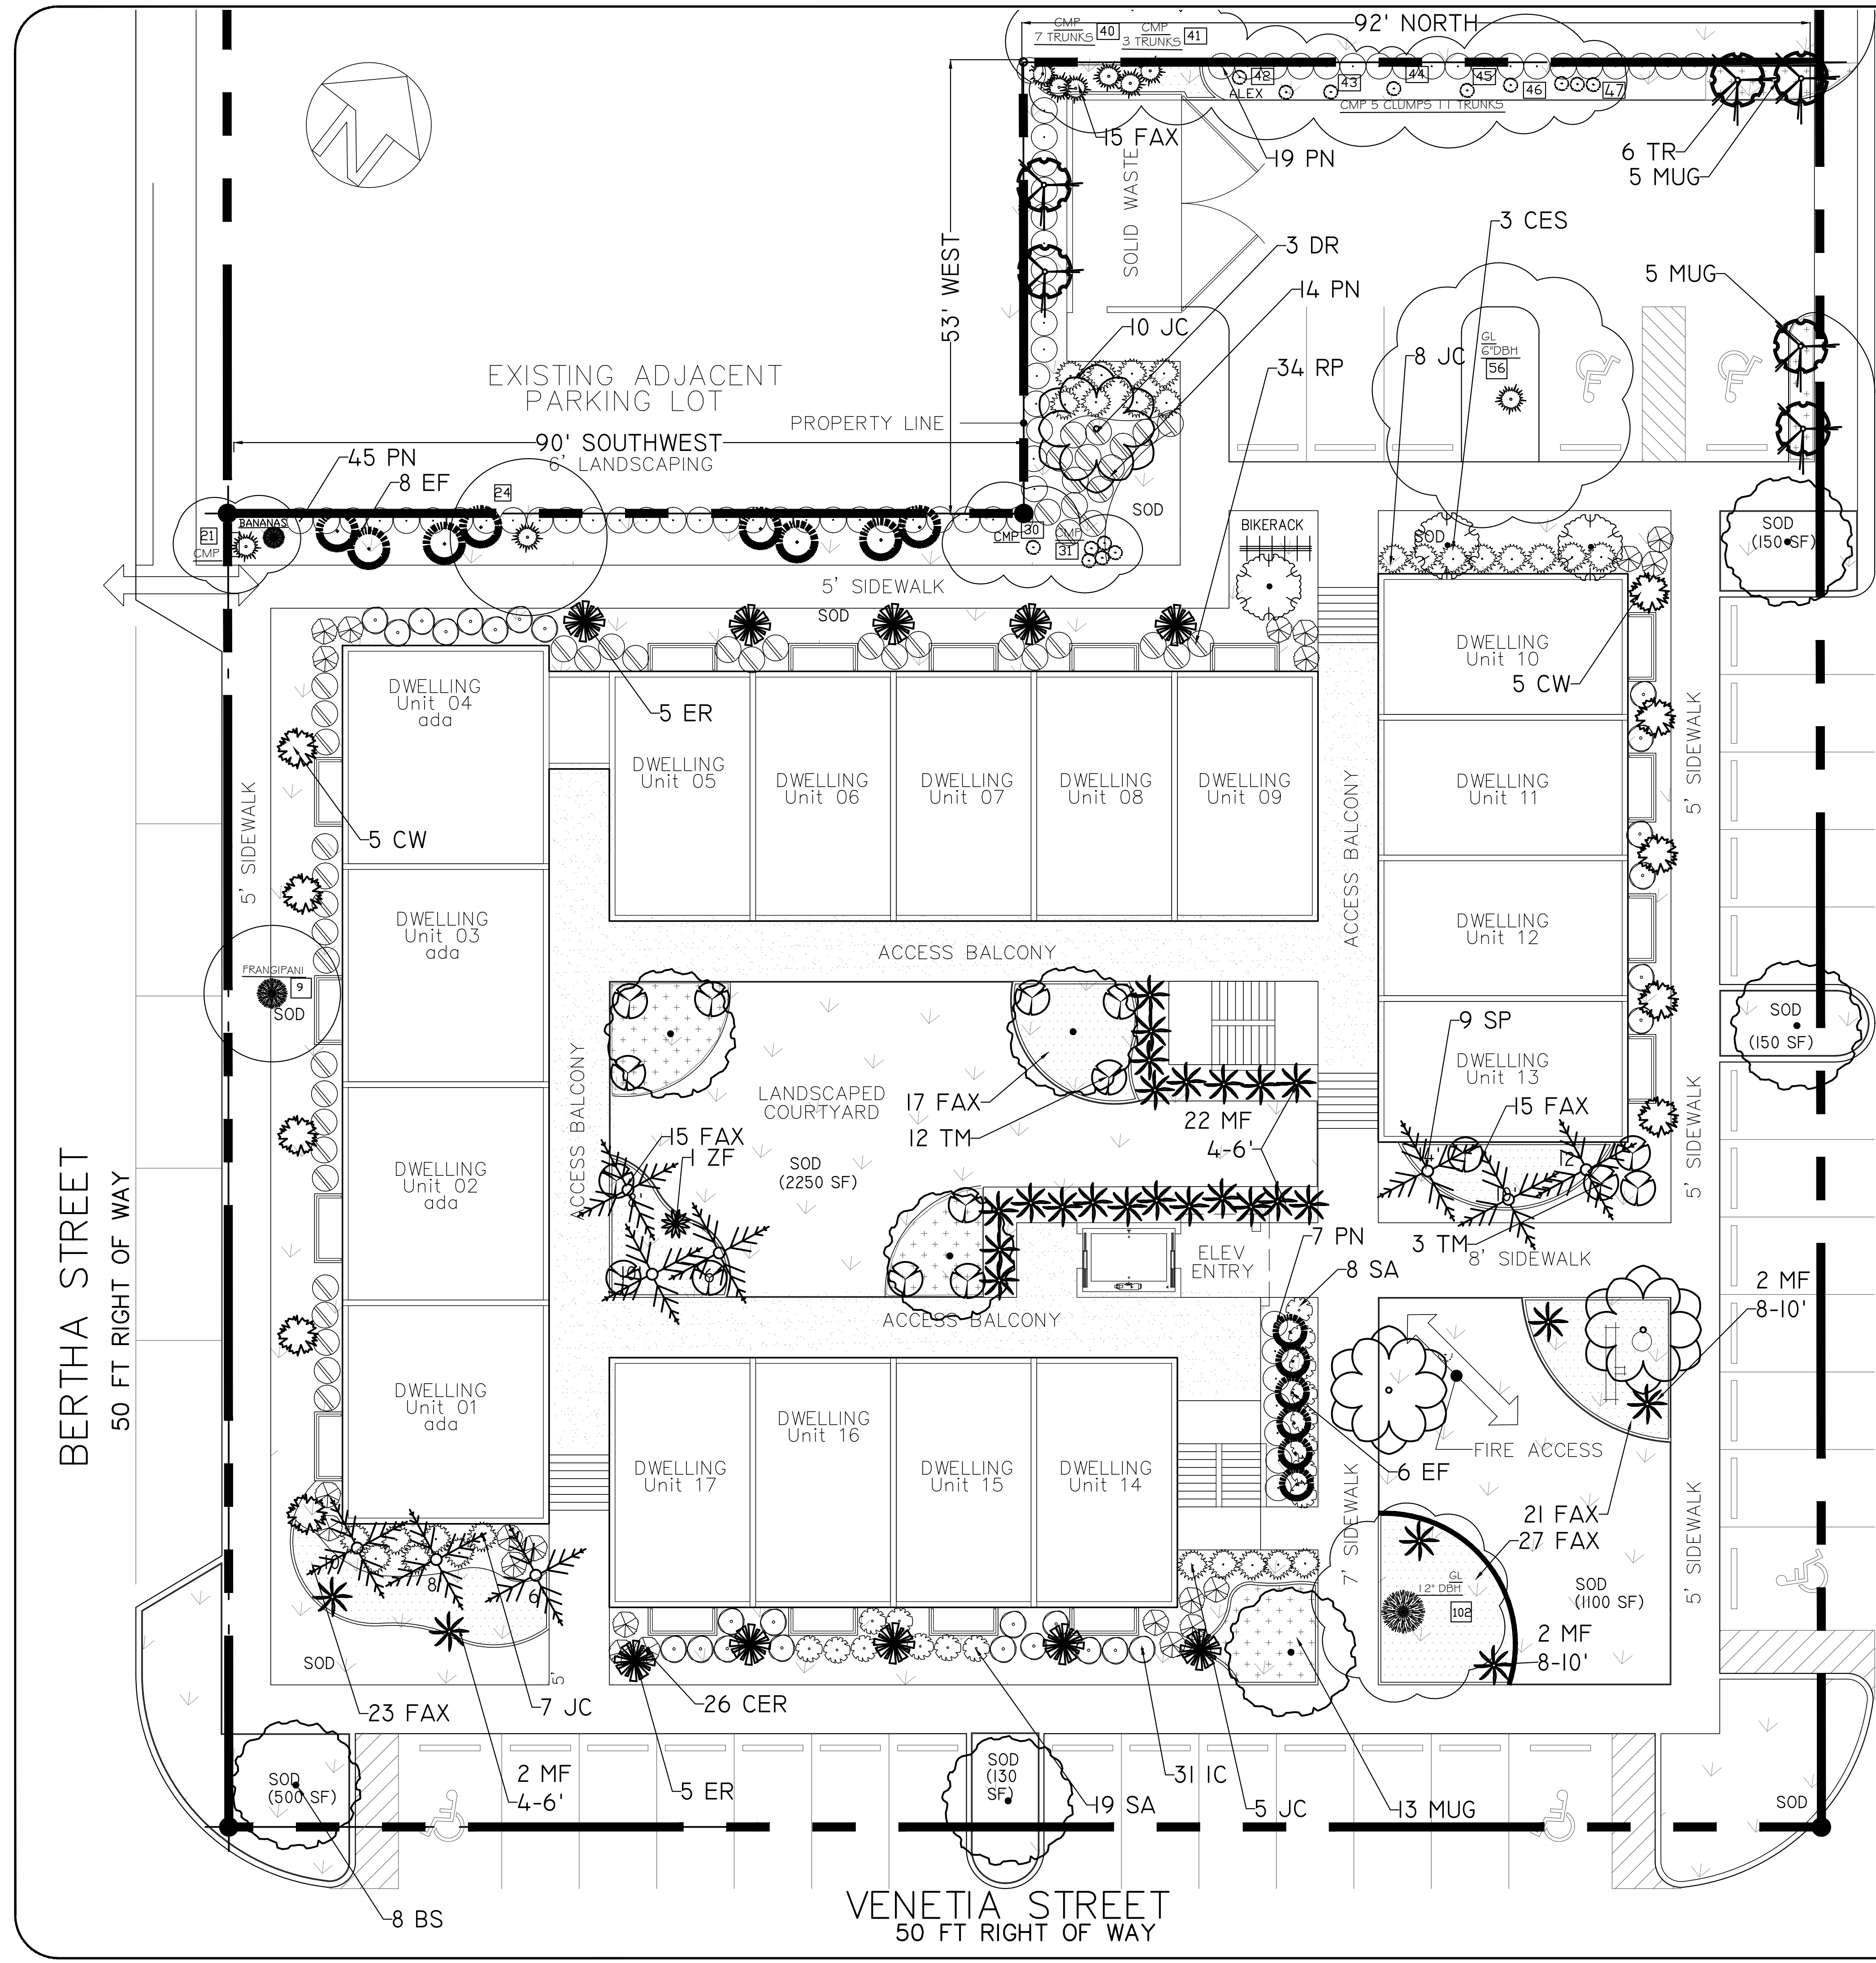 92' NORTH
CMP
7 TRUNKS
40
CMP
3 TRUNKS
41
42
43
44
45
46
47
ALEX
CMP 5 CLUMPS 11 TRUNKS
15 FAX
19 PN
6 TR
5 MUG
SOLID WASTE
53' WEST
3 CES
3 DR
5 MUG
14 PN
10 JC
34 RP
8 JC
GL
6"DBH
56
EXISTING ADJACENT
PARKING LOT
PROPERTY LINE
90' SOUTHWEST
6' LANDSCAPING
45 PN
8 EF
24
21
CMP
BANANAS
CMP
30
CMP
31
SOD
BIKERACK
SOD
SOD
(150 SF)
5' SIDEWALK
SOD
DWELLING
Unit 04
ada
5 ER
DWELLING
Unit 05
DWELLING
Unit 06
DWELLING
Unit 07
DWELLING
Unit 08
DWELLING
Unit 09
DWELLING
Unit 10
5 CW
DWELLING
Unit 11
DWELLING
Unit 12
DWELLING
Unit 13
5 CW
5' SIDEWALK
DWELLING
Unit 03
ada
ACCESS BALCONY
ACCESS BALCONY
5' SIDEWALK
FRANGIPANI
9
SOD
SOD
(150 SF)
ACCESS BALCONY
LANDSCAPED
COURTYARD
17 FAX
12 TM
22 MF
4-6'
9 SP
15 FAX
15 FAX
1 ZF
SOD
(2250 SF)
DWELLING
Unit 02
ada
5' SIDEWALK
3 TM
8' SIDEWALK
ELEV
ENTRY
7 PN
8 SA
2 MF
8-10'
ACCESS BALCONY
BERTHA STREET
50 FT RIGHT OF WAY
DWELLING
Unit 01
ada
DWELLING
Unit 17
DWELLING
Unit 16
DWELLING
Unit 15
DWELLING
Unit 14
FIRE ACCESS
6 EF
21 FAX
27 FAX
7' SIDEWALK
5' SIDEWALK
GL
12" DBH
102
SOD
(1100 SF)
2 MF
8-10'
8'
6'
SOD
5'
23 FAX
7 JC
26 CER
2 MF
4-6'
5 ER
SOD
(500 SF)
SOD
(130
SF)
31 IC
19 SA
5 JC
13 MUG
SOD
8 BS
VENETIA STREET
50 FT RIGHT OF WAY